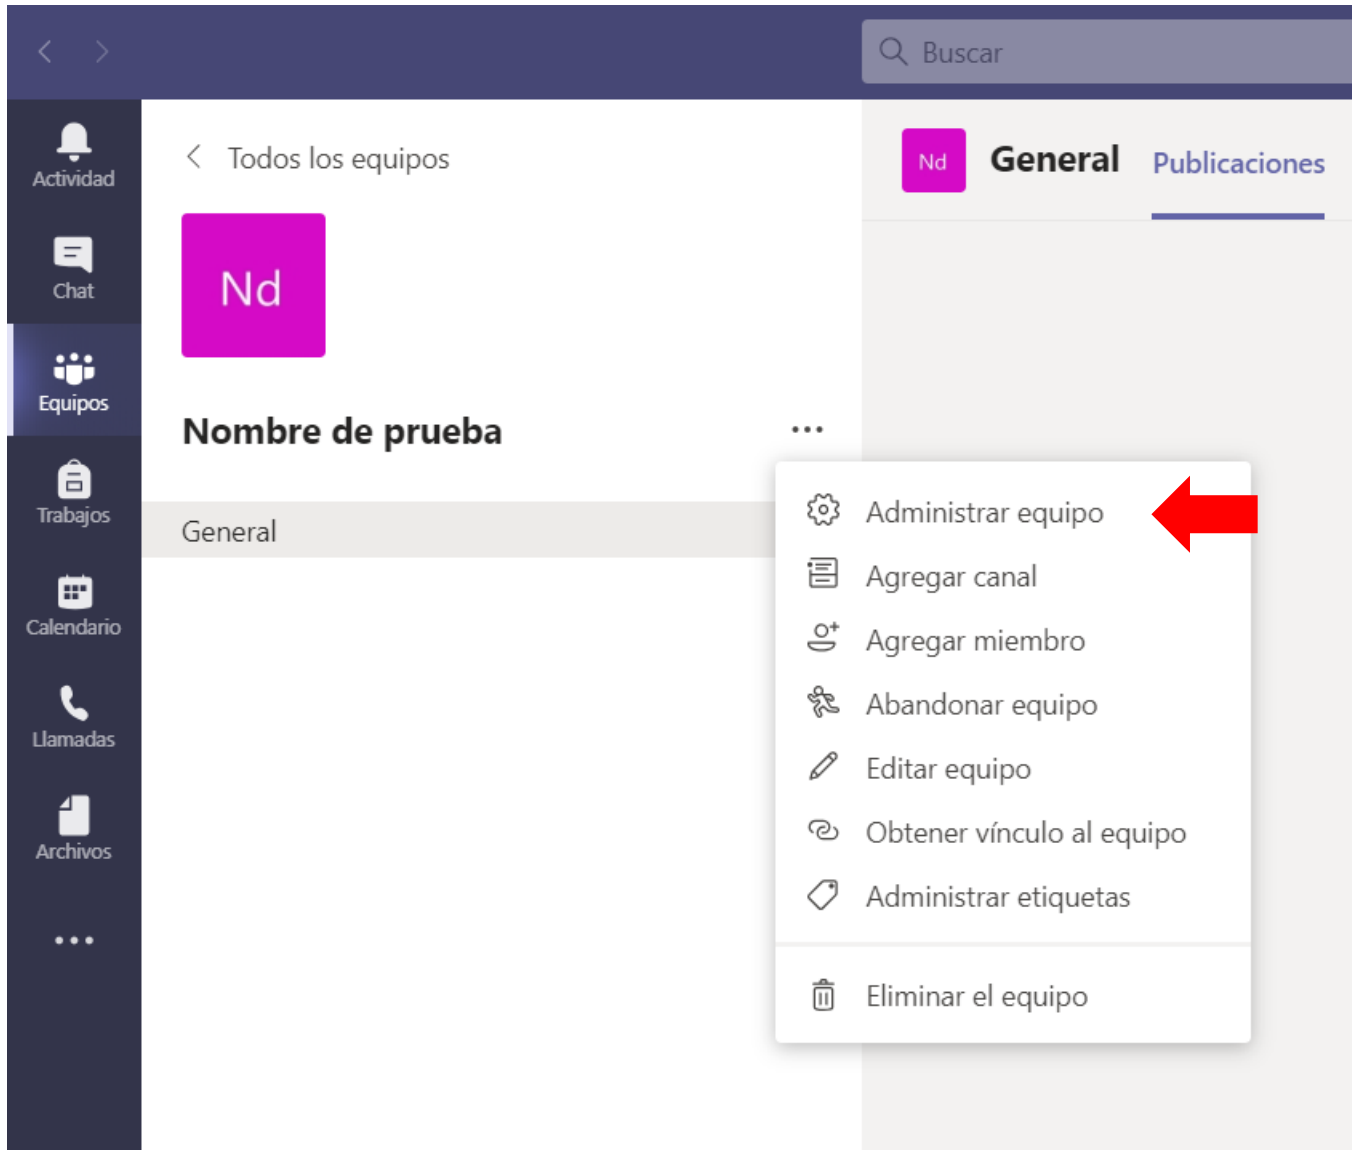 Buscar
Actividad
Chat
Equipos
Trabajos
Calendario
Llamadas
Archivos
Todos los equipos
Nd
Nombre de prueba
General
Nd
General
Publicaciones
Administrar equipo
Agregar canal
Agregar miembro
Abandonar equipo
Editar equipo
Obtener vínculo al equipo
Administrar etiquetas
Eliminar el equipo